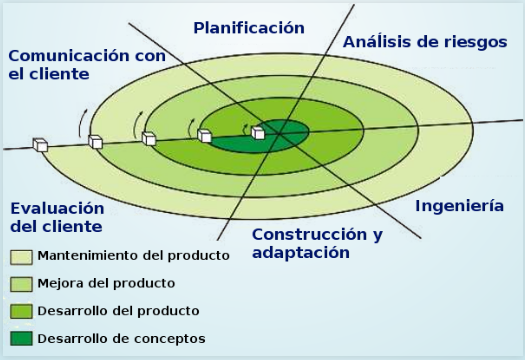 Planificación
Comunicación con
el cliente
Análisis de riesgos
Evaluación
del cliente
Ingeniería
Construcción y
adaptación
Mantenimiento del producto
Mejora del producto
Desarrollo del producto
Desarrollo de conceptos